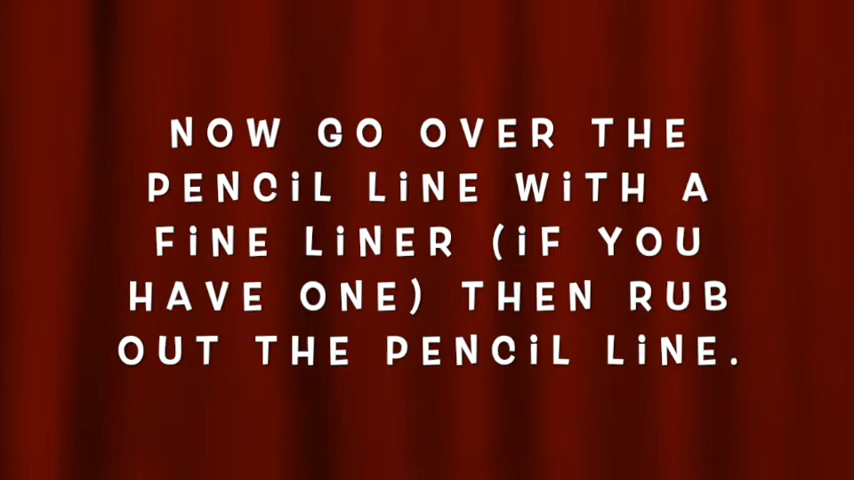 NOW GO OVER THE
PENCiL LiNE WiTH A
FiNE LiNER (iF YOU
HAVE ONE) THEN RUB
OUT THE PENCiL LiNE.